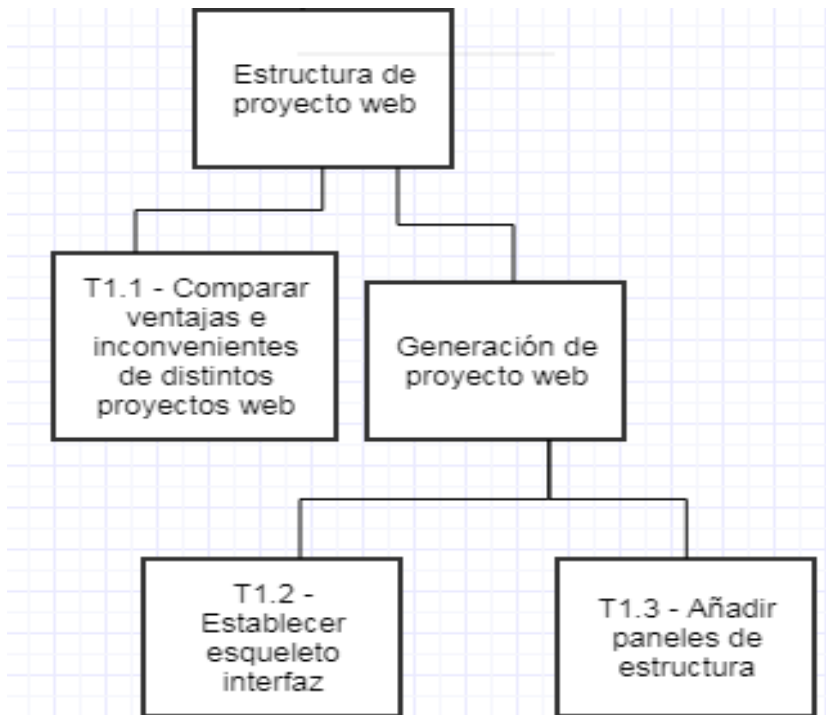 Estructura de
proyecto web
T1.1 - Comparar
ventajas e
inconvenientes
de distintos
proyectos web
Generación de
proyecto web
T1.2 -
Establecer
esqueleto
interfaz
T1.3 - Añadir
paneles de
estructura